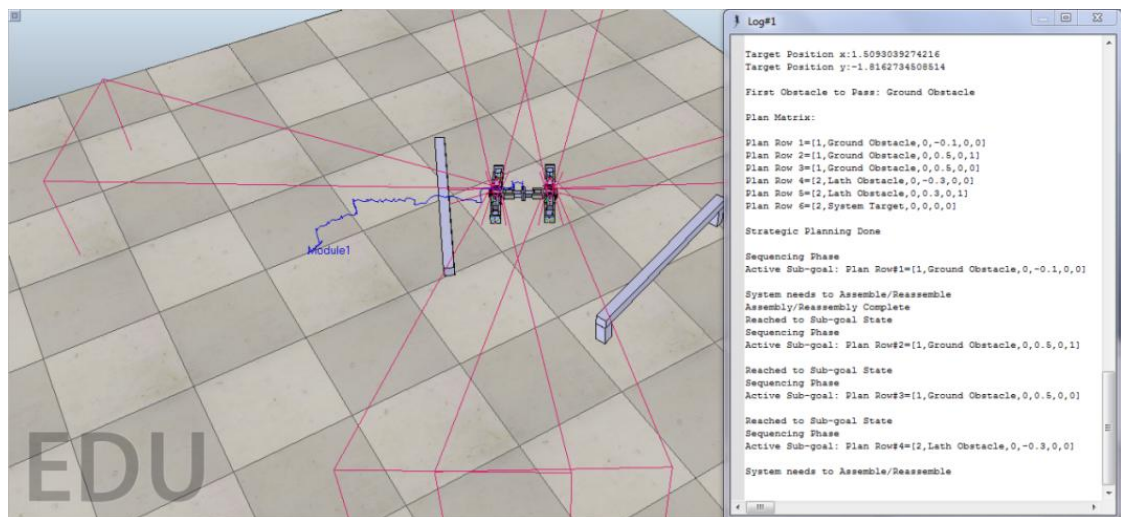 Module1
EDU
Log#1
Target Position x:1.5093039274216
Target Position y:-1.8162734508514
First Obstacle to Pass: Ground Obstacle
Plan Matrix:
Plan Row 1=[1,Ground Obstacle,0,-0.1,0,0]
Plan Row 2=[1,Ground Obstacle,0,0.5,0,1]
Plan Row 3=[1,Ground Obstacle,0,0.5,0,0]
Plan Row 4=[2,Lath Obstacle,0,-0.3,0,0]
Plan Row 5=[2,Lath Obstacle,0,0.3,0,1]
Plan Row 6=[2,System Target,0,0,0,0]
Strategic Planning Done
Sequencing Phase
Active Sub-goal: Plan Row#1=[1,Ground Obstacle,0,-0.1,0,0]
System needs to Assemble/Reassemble
Assembly/Reassembly Complete
Reached to Sub-goal State
Sequencing Phase
Active Sub-goal: Plan Row#2=[1,Ground Obstacle,0,0.5,0,1]
Reached to Sub-goal State
Sequencing Phase
Active Sub-goal: Plan Row#3=[1,Ground Obstacle,0,0.5,0,0]
Reached to Sub-goal State
Sequencing Phase
Active Sub-goal: Plan Row#4=[2,Lath Obstacle,0,-0.3,0,0]
System needs to Assemble/Reassemble